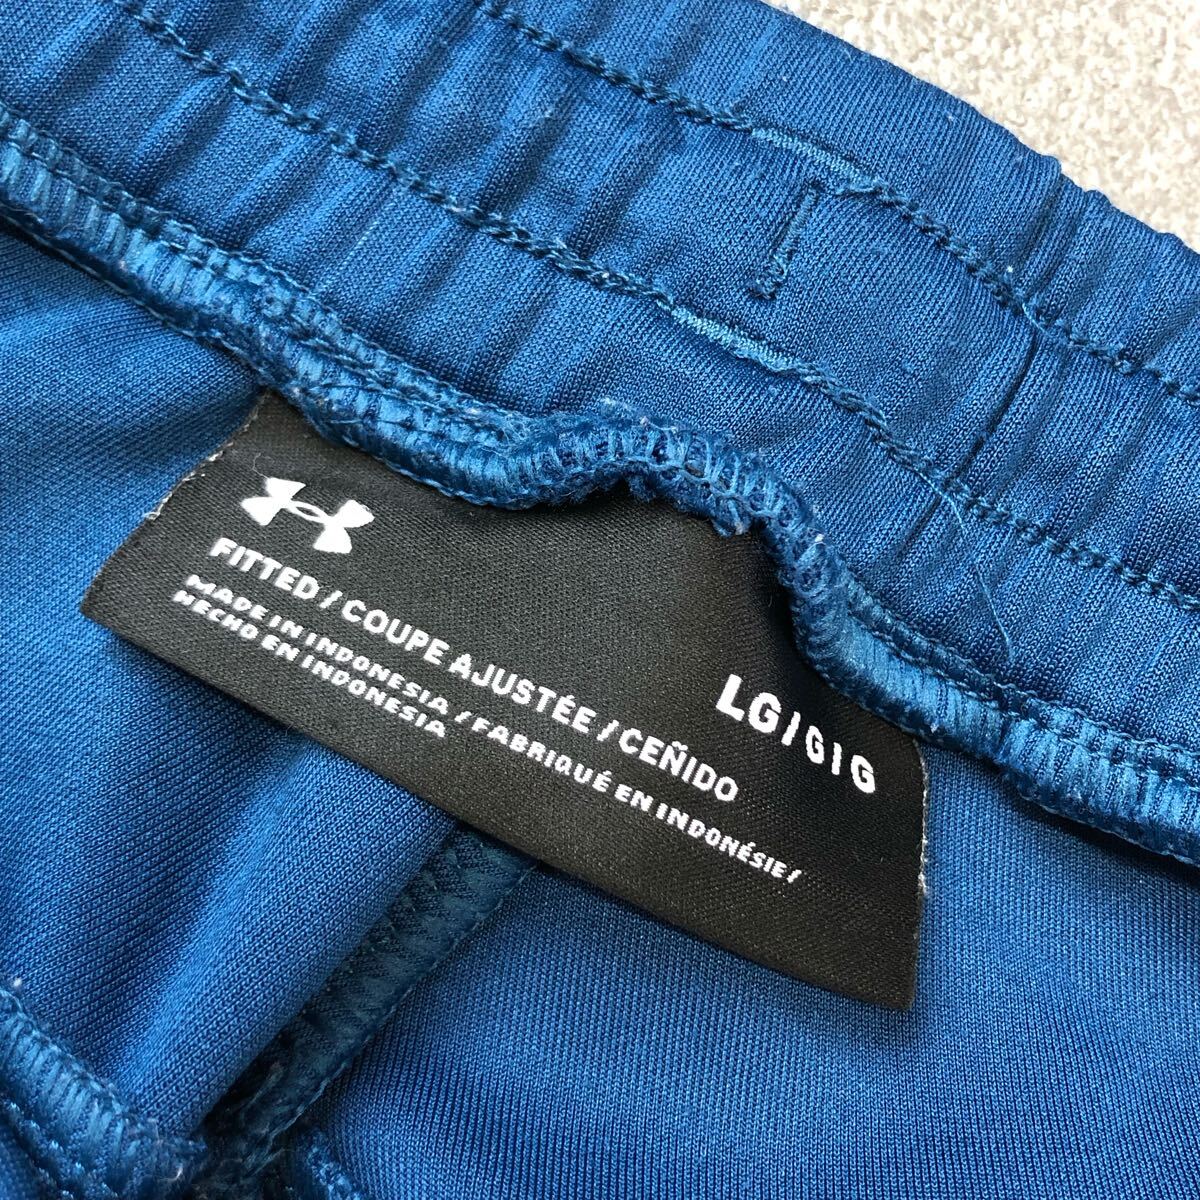 LG/G/G
FITTED / COUPE AJUSTÉE / CEÑIDO
MADE IN INDONESIA / FABRIQUÉ EN INDONÉSIE /
HECHO EN INDONESIA